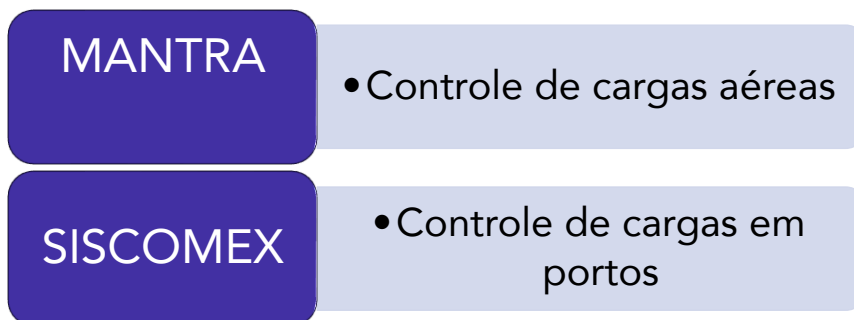 MANTRA
•Controle de cargas aéreas
SISCOMEX
•Controle de cargas em
portos